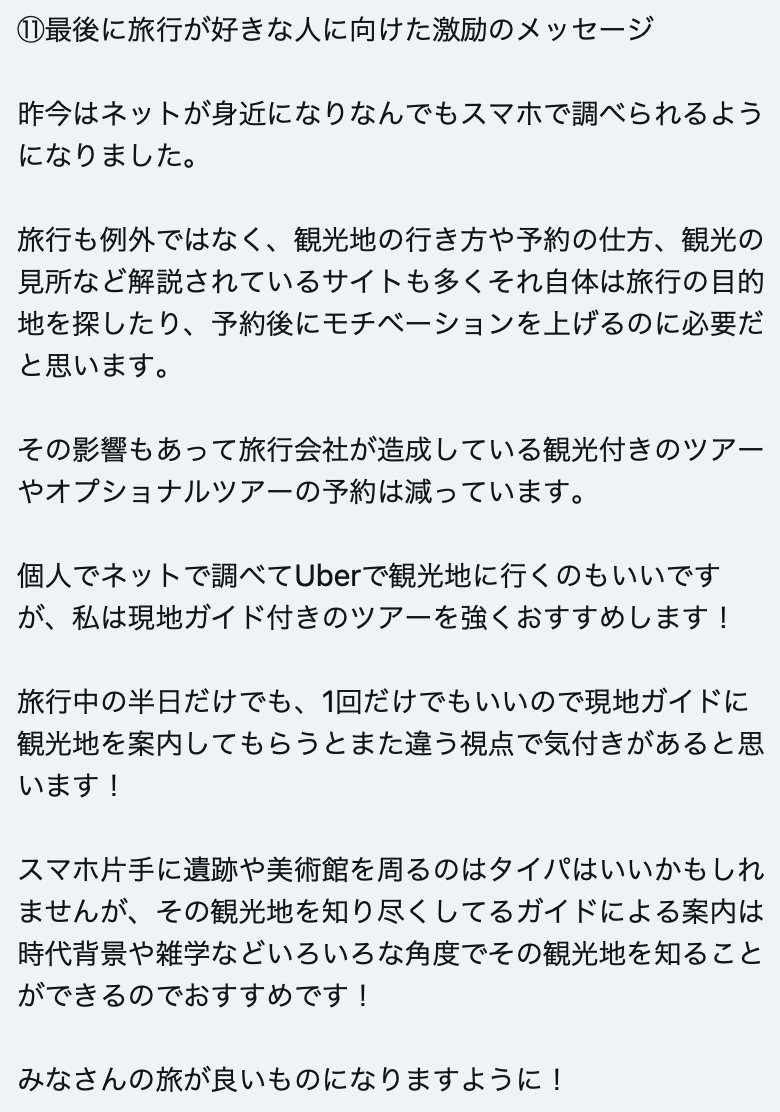 ⑪最後に旅行が好きな人に向けた激励のメッセージ
昨今はネットが身近になりなんでもスマホで調べられるよう
になりました。
旅行も例外ではなく、観光地の行き方や予約の仕方、観光の
見所など解説されているサイトも多くそれ自体は旅行の目的
地を探したり、予約後にモチベーションを上げるのに必要だ
と思います。
その影響もあって旅行会社が造成している観光付きのツアー
やオプショナルツアーの予約は減っています。
個人でネットで調べてUberで観光地に行くのもいいです
が、私は現地ガイド付きのツアーを強くおすすめします！
旅行中の半日だけでも、1回だけでもいいので現地ガイドに
観光地を案内してもらうとまた違う視点で気付きがあると思
います！
スマホ片手に遺跡や美術館を周るのはタイパはいいかもしれ
ませんが、その観光地を知り尽くしてるガイドによる案内は
時代背景や雑学などいろいろな角度でその観光地を知ること
ができるのでおすすめです！
みなさんの旅が良いものになりますように！